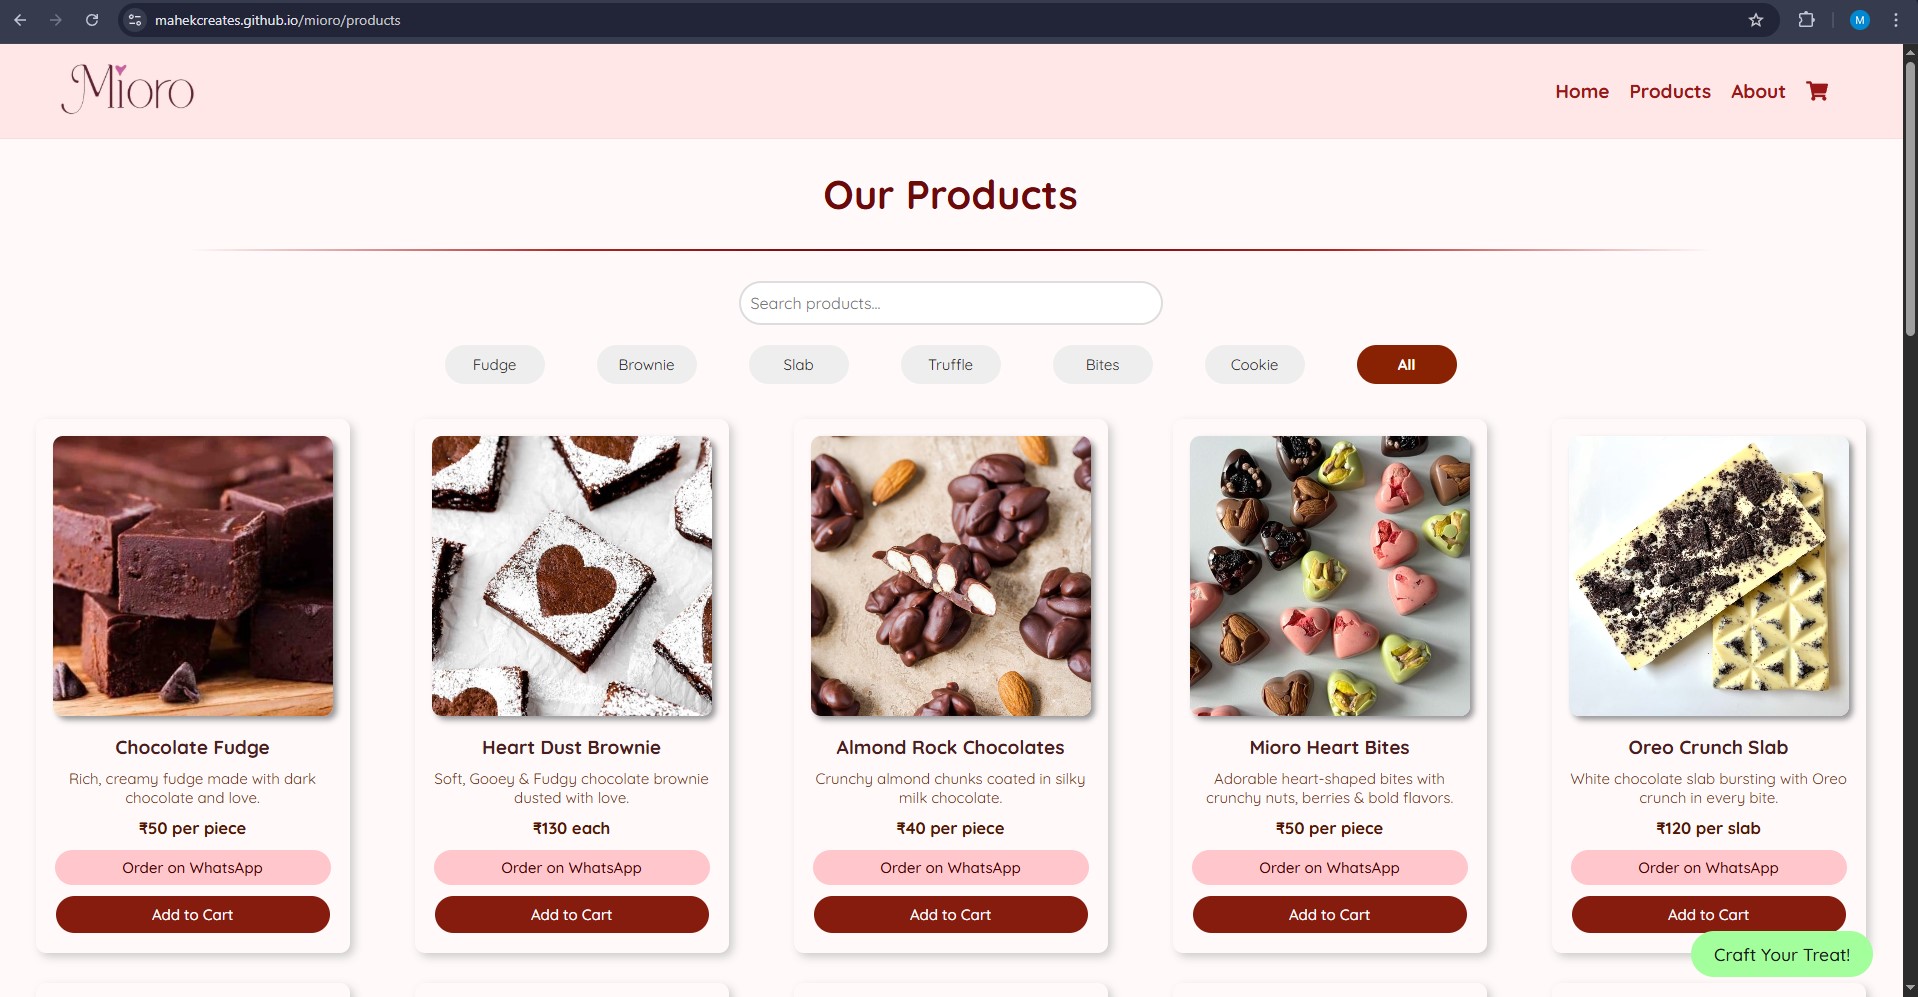 mahekcreates.github.io/mioro/products
M
Mioro
Home Products About
Our Products
Search products...
Fudge Brownie Slab Truffle Bites Cookie All
Chocolate Fudge
Rich, creamy fudge made with dark
chocolate and love.
₹50 per piece
Order on WhatsApp
Add to Cart
Heart Dust Brownie
Soft, Gooey & Fudgy chocolate brownie
dusted with love.
₹130 each
Order on WhatsApp
Add to Cart
Almond Rock Chocolates
Crunchy almond chunks coated in silky
milk chocolate.
₹40 per piece
Order on WhatsApp
Add to Cart
Mioro Heart Bites
Adorable heart-shaped bites with
crunchy nuts, berries & bold flavors.
₹50 per piece
Order on WhatsApp
Add to Cart
Oreo Crunch Slab
White chocolate slab bursting with Oreo
crunch in every bite.
₹120 per slab
Order on WhatsApp
Add to Cart
Craft Your Treat!